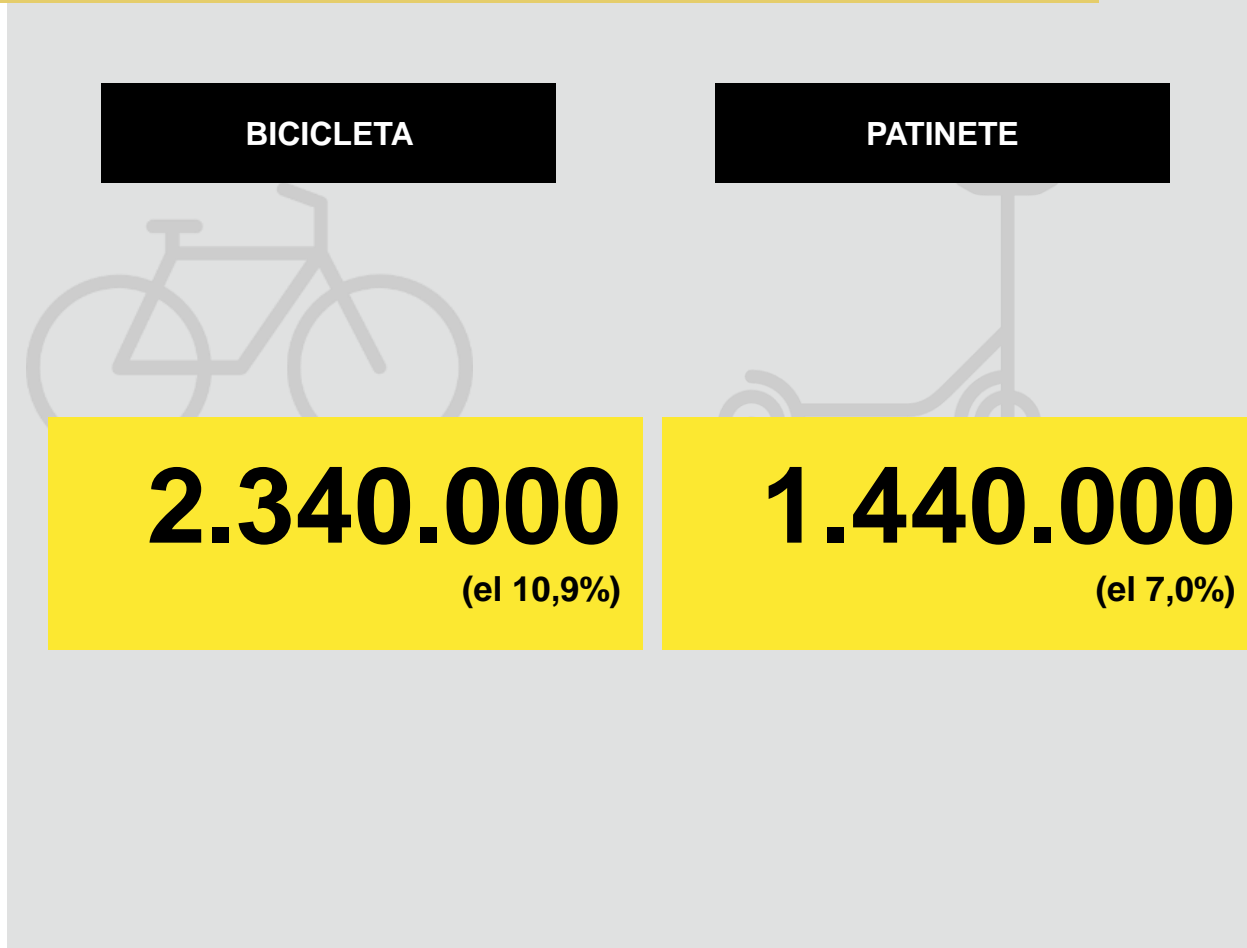 BICICLETA
PATINETE
2.340.000
(el 10,9%)
1.440.000
(el 7,0%)